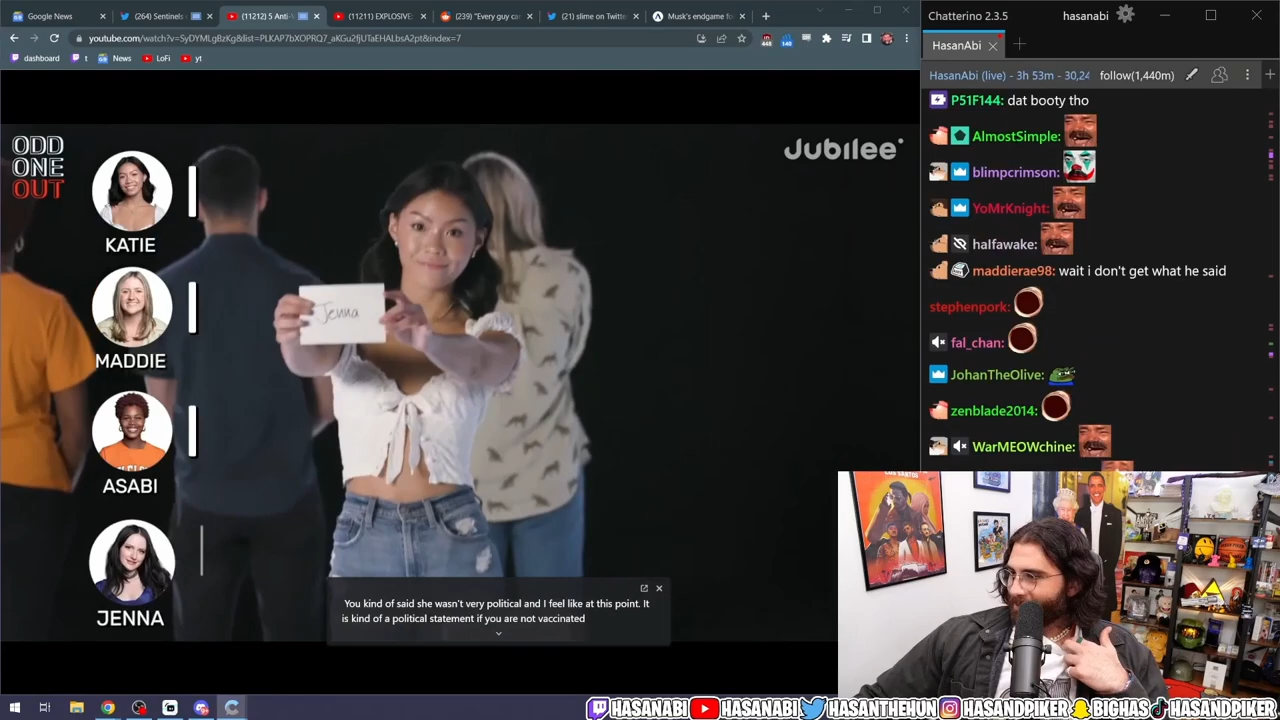 Google News
(264) Sentinels
(11212) 5 Anti-
(11211) EXPLOSIVE:
(239) "Every guy ca
(21) slime on Twitte
Musk's endgame fo
youtube.com/watch?v=SyDYMLgBzKg&list=PLKAP7bXOPRQ7_aKGu2fjUTaEHALbsA2pt&index=7
448
148
dashboard
t
News
LoFi
yt
ODD
ONE
OUT
Jubilee
KATIE
MADDIE
ASABI
JENNA
Jenna
You kind of said she wasn't very political and I feel like at this point. It
is kind of a political statement if you are not vaccinated
Chatterino 2.3.5
hasanabi
HasanAbi
HasanAbi (live) - 3h 53m - 30,24
follow(1,440m)
P51F144: dat booty tho
AlmostSimple:
blimpcrimson:
YoMrKnight:
halfawake:
maddierae98: wait i don't get what he said
stephenpork:
fal_chan:
JohanTheOlive:
zenblade2014:
WarMEOWchine:
HASANABI
HASANABI
HASANTHEHUN
HASANDPIKER
BIGHAS
HASANDPIKER